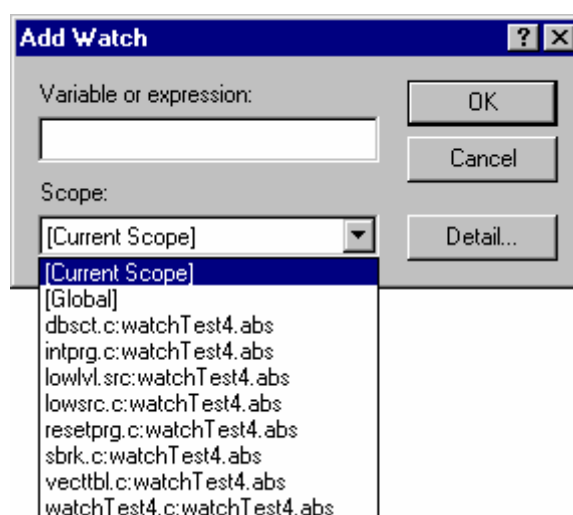 Add Watch
Variable or expression:
OK
Cancel
Scope:
[Current Scope]
Detail...
[Current Scope]
[Global]
dbsct.c:watchTest4.abs
intprg.c:watchTest4.abs
lowlvl.src:watchTest4.abs
lowsrc.c:watchTest4.abs
resetprg.c:watchTest4.abs
sbrk.c:watchTest4.abs
vecttbl.c:watchTest4.abs
watchTest4.c:watchTest4.abs